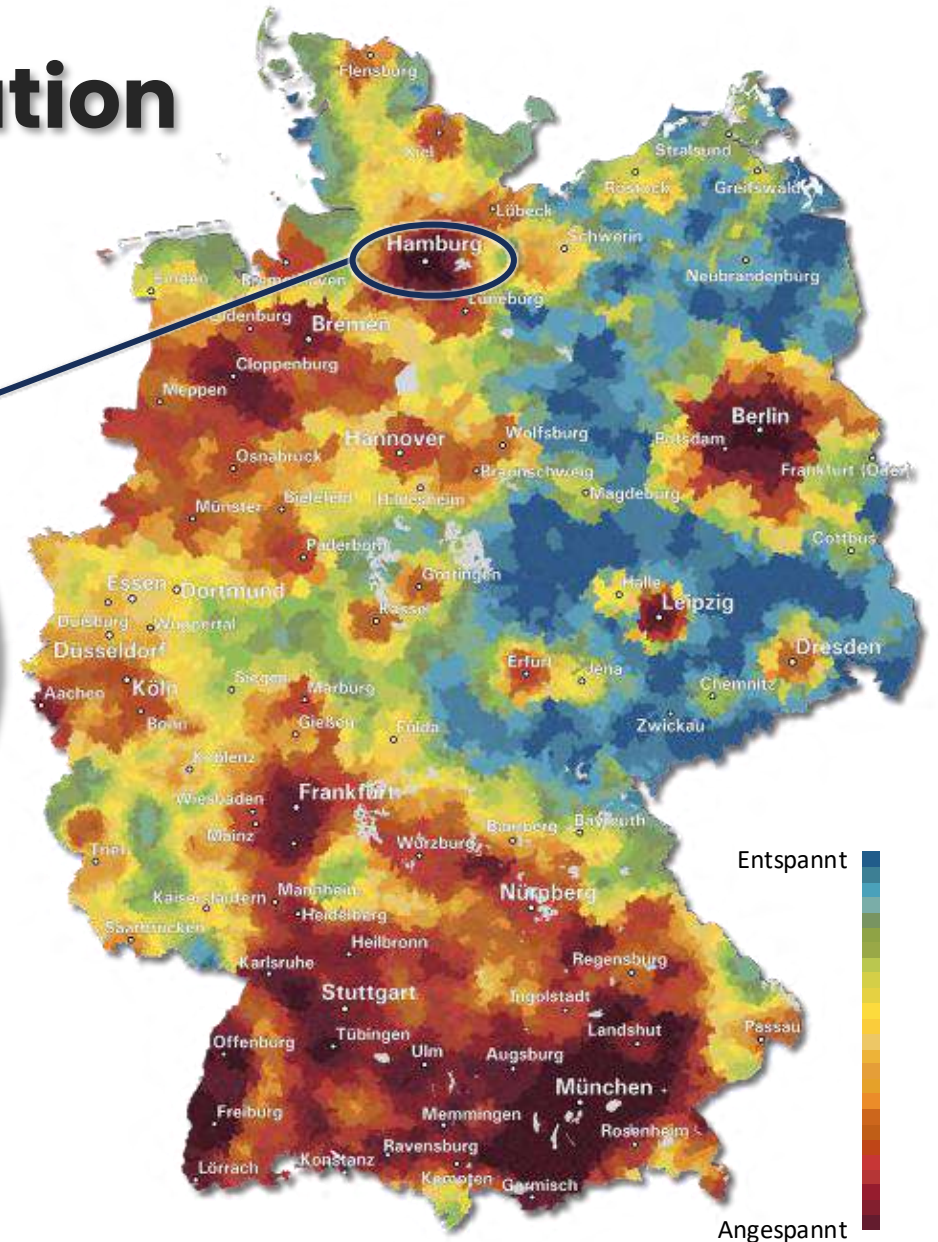 ution
Flensburg
Kiel
Stralsund
Rostock
Greifswald
Lübeck
Hamburg
Schwerin
Emden
Bremerhaven
Neubrandenburg
Lüneburg
Oldenburg
Bremen
Cloppenburg
Meppen
Berlin
Hannover
Wolfsburg
Potsdam
Osnabrück
Braunschweig
Frankfurt (Oder)
Münster
Bielefeld
Hildesheim
Magdeburg
Paderborn
Cottbus
Essen
Dortmund
Göttingen
Halle
Leipzig
Duisburg
Wuppertal
Kassel
Düsseldorf
Dresden
Aachen
Köln
Siegen
Marburg
Erfurt
Jena
Chemnitz
Bonn
Gießen
Fulda
Zwickau
Koblenz
Wiesbaden
Frankfurt
Mainz
Bamberg
Bayreuth
Trier
Würzburg
Entspannt
Kaiserslautern
Mannheim
Nürnberg
Heidelberg
Saarbrücken
Heilbronn
Karlsruhe
Regensburg
Stuttgart
Ingolstadt
Offenburg
Tübingen
Landshut
Passau
Ulm
Augsburg
München
Freiburg
Memmingen
Rosenheim
Ravensburg
Lörrach
Konstanz
Kempten
Garmisch
Angespannt